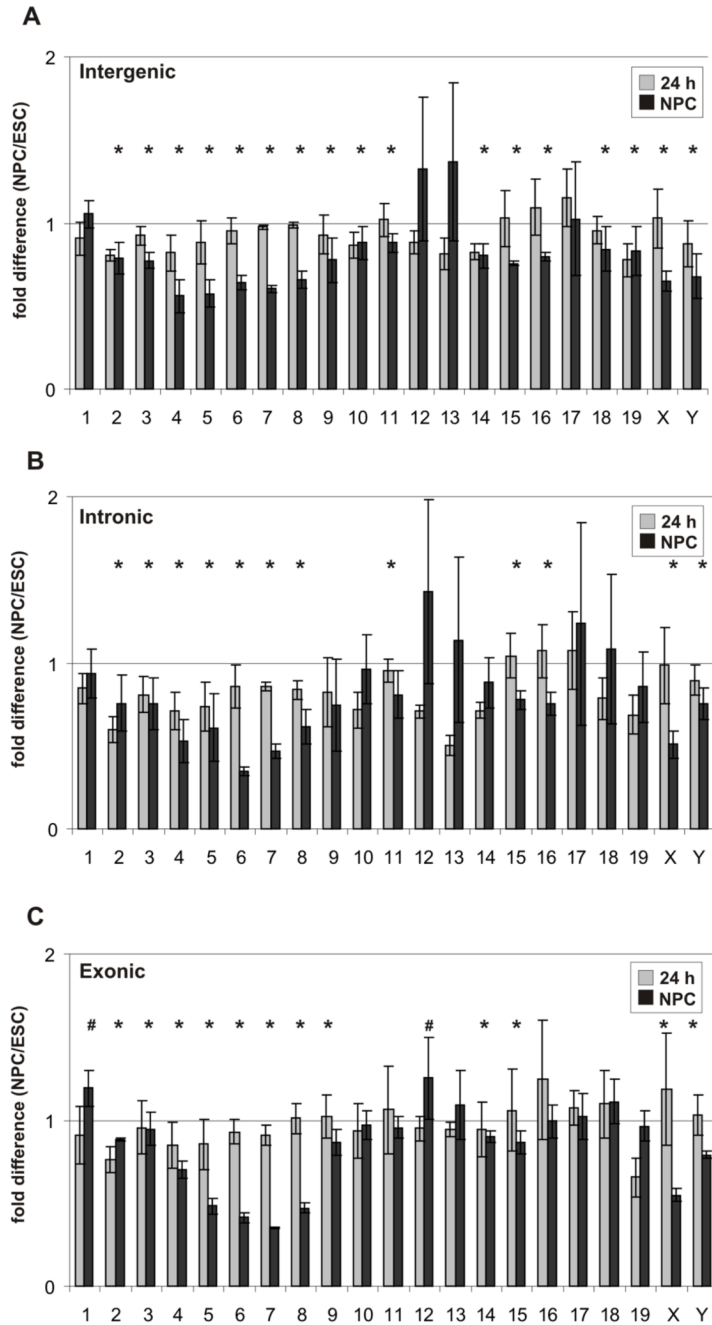 A
2
Intergenic
24 h
NPC
* * * * * * * * * * * * * * * * *
1
0
fold difference (NPC/ESC)
1 2 3 4 5 6 7 8 9 10 11 12 13 14 15 16 17 18 19 X Y
B
2
Intronic
24 h
NPC
* * * * * * * * * * * *
1
0
fold difference (NPC/ESC)
1 2 3 4 5 6 7 8 9 10 11 12 13 14 15 16 17 18 19 X Y
C
2
Exonic
24 h
NPC
# * * * * * * * * # * * * *
1
0
fold difference (NPC/ESC)
1 2 3 4 5 6 7 8 9 10 11 12 13 14 15 16 17 18 19 X Y